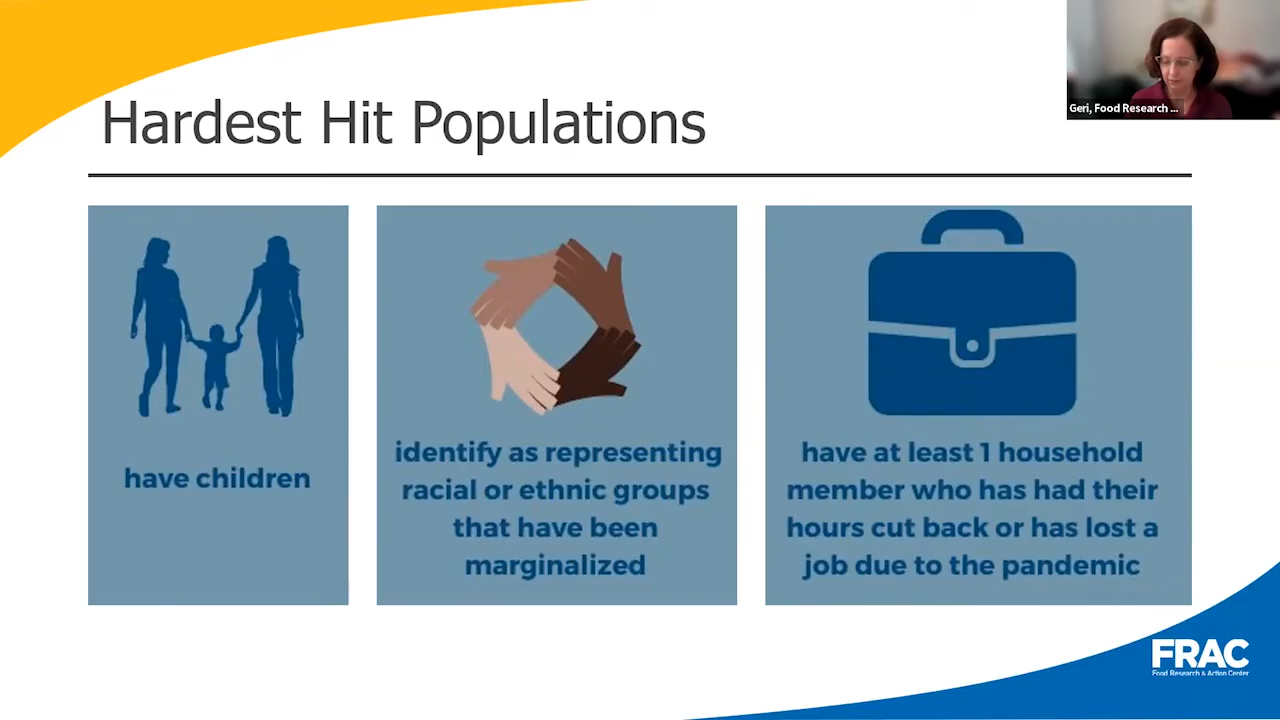 Geri, Food Research ...
Hardest Hit Populations
have children
identify as representing
racial or ethnic groups
that have been
marginalized
have at least 1 household
member who has had their
hours cut back or has lost a
job due to the pandemic
FRAC
Food Research & Action Center